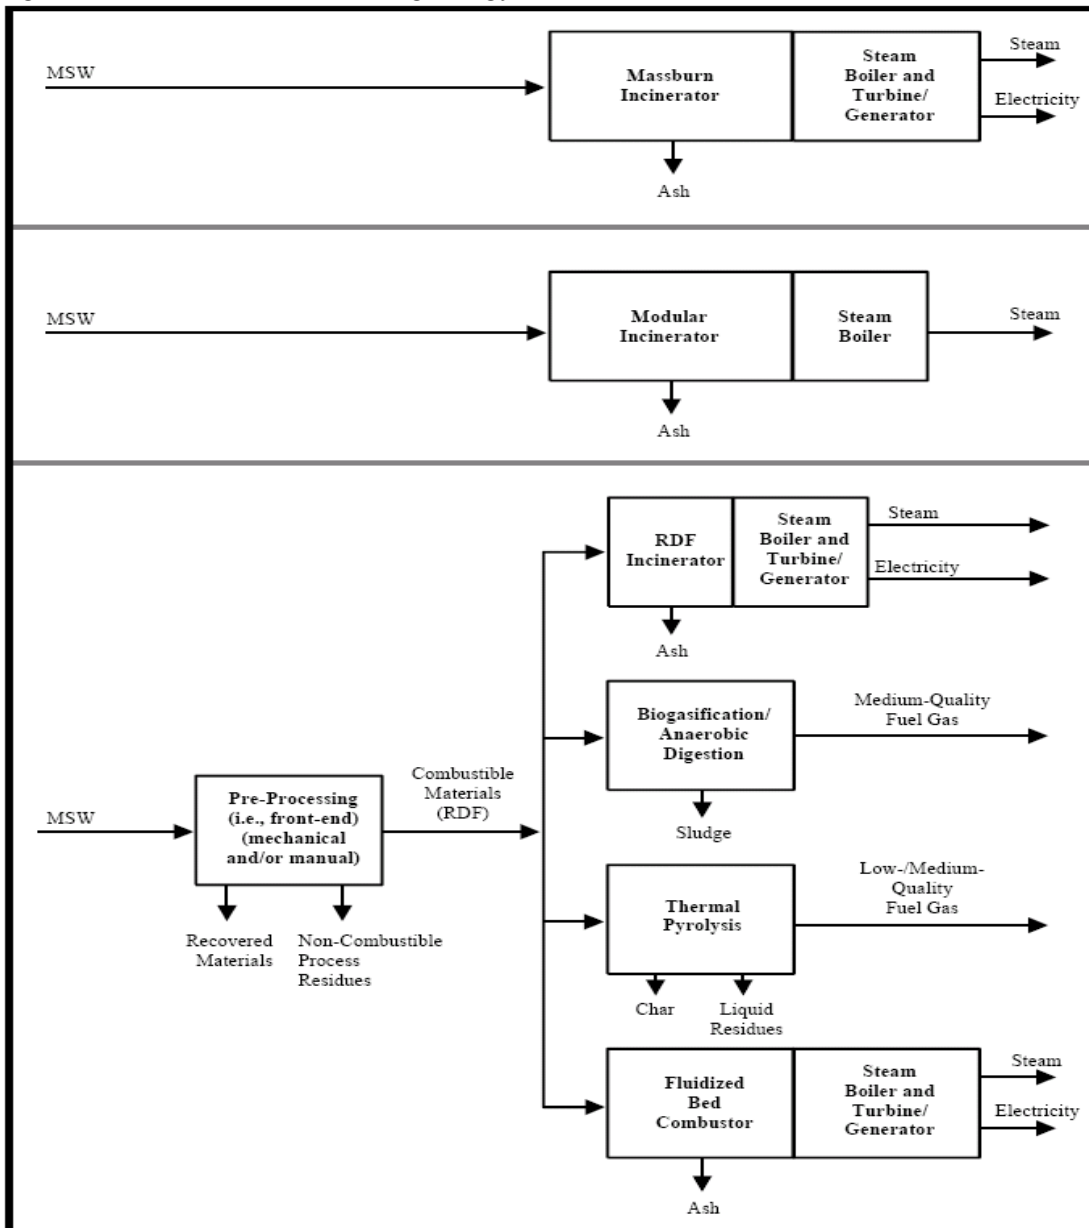 MSW
Massburn
Incinerator
Steam
Boiler and
Turbine/
Generator
Steam
Electricity
Ash
MSW
Modular
Incinerator
Steam
Boiler
Steam
Ash
RDF
Incinerator
Steam
Boiler and
Turbine/
Generator
Steam
Electricity
Ash
Biogasification/
Anaerobic
Digestion
Medium-Quality
Fuel Gas
Sludge
MSW
Pre-Processing
(i.e., front-end)
(mechanical
and/or manual)
Combustible
Materials
(RDF)
Recovered
Materials
Non-Combustible
Process
Residues
Thermal
Pyrolysis
Low-/Medium-
Quality
Fuel Gas
Char
Liquid
Residues
Fluidized
Bed
Combustor
Steam
Boiler and
Turbine/
Generator
Steam
Electricity
Ash